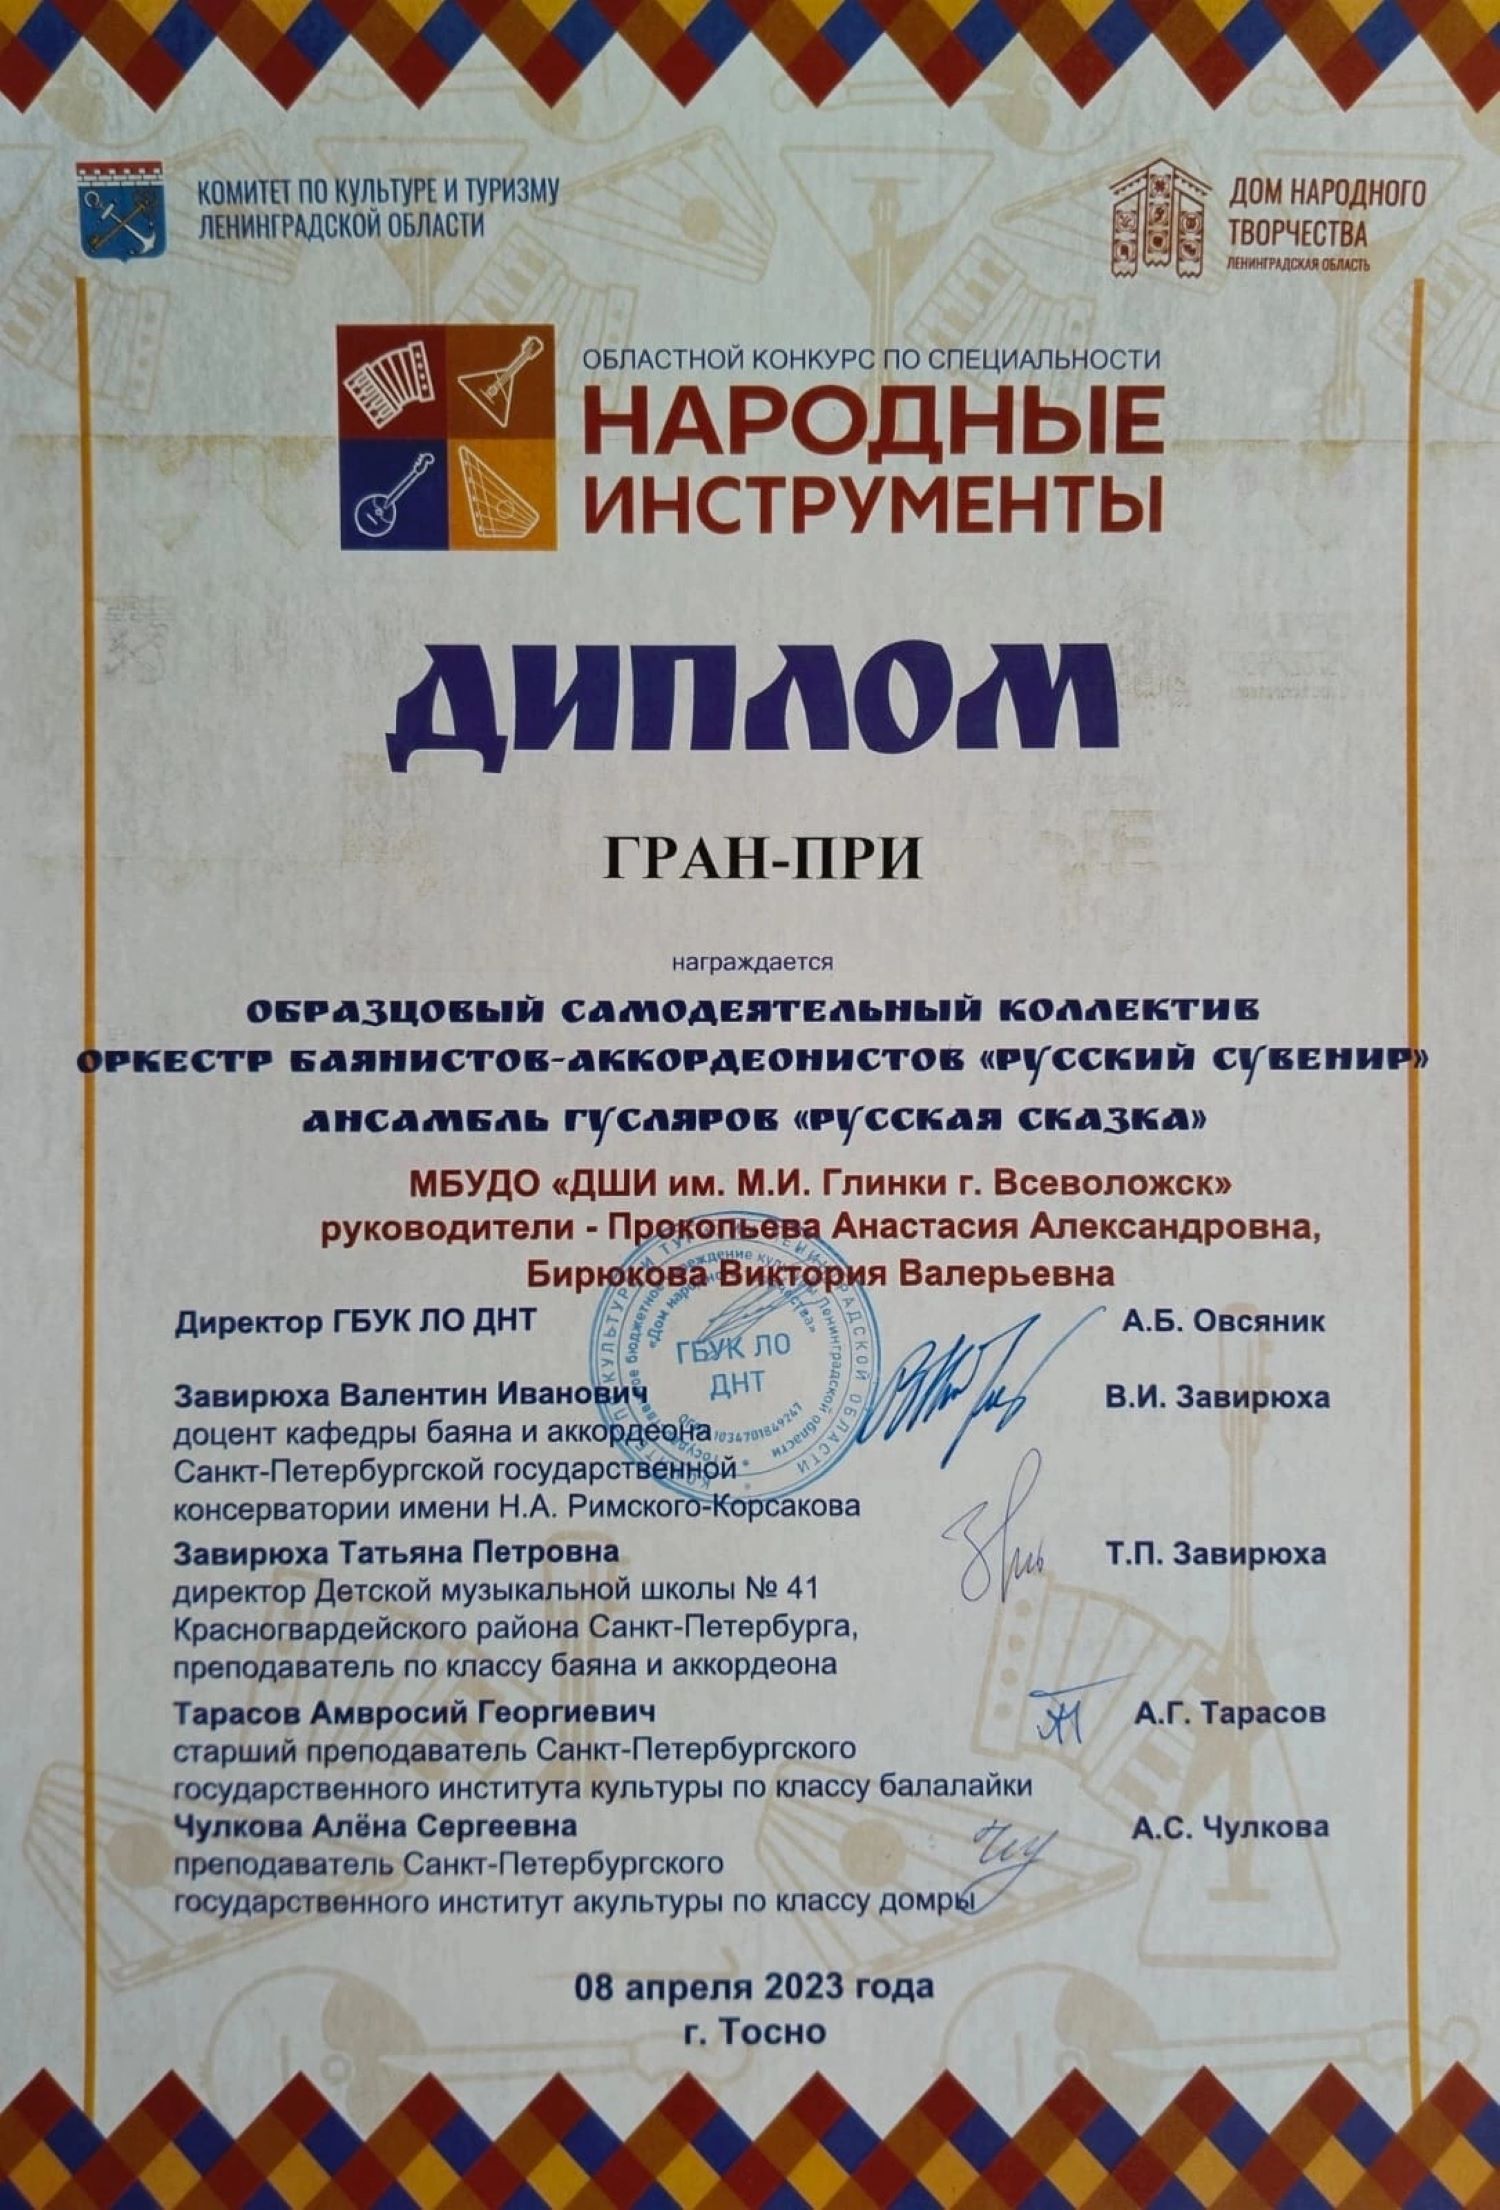 КОМИТЕТ ПО КУЛЬТУРЕ И ТУРИЗМУ
ЛЕНИНГРАДСКОЙ ОБЛАСТИ
ДОМ НАРОДНОГО
ТВОРЧЕСТВА
ЛЕНИНГРАДСКАЯ ОБЛАСТЬ
ОБЛАСТНОЙ КОНКУРС ПО СПЕЦИАЛЬНОСТИ
НАРОДНЫЕ
ИНСТРУМЕНТЫ
ДИПЛОМ
ГРАН-ПРИ
награждается
ОБРАЗЦОВЫЙ САМОДЕЯТЕЛЬНЫЙ КОЛЛЕКТИВ
ОРКЕСТР БАЯНИСТОВ-АККОРДЕОНИСТОВ «РУССКИЙ СУВЕНИР»
АНСАМБЛЬ ГУСЛЯРОВ «РУССКАЯ СКАЗКА»
МБУДО «ДШИ им. М.И. Глинки г. Всеволожск»
руководители - Прокопьева Анастасия Александровна,
Бирюкова Виктория Валерьевна
Директор ГБУК ЛО ДНТ
А.Б. Овсяник
ГБУК ЛО
ДНТ
Завирюха Валентин Иванович
В.И. Завирюха
доцент кафедры баяна и аккордеона
Санкт-Петербургской государственной
консерватории имени Н.А. Римского-Корсакова
Завирюха Татьяна Петровна
Т.П. Завирюха
директор Детской музыкальной школы № 41
Красногвардейского района Санкт-Петербурга,
преподаватель по классу баяна и аккордеона
Тарасов Амвросий Георгиевич
А.Г. Тарасов
старший преподаватель Санкт-Петербургского
государственного института культуры по классу балалайки
Чулкова Алёна Сергеевна
А.С. Чулкова
преподаватель Санкт-Петербургского
государственного институт акультуры по классу домры
08 апреля 2023 года
г. Тосно